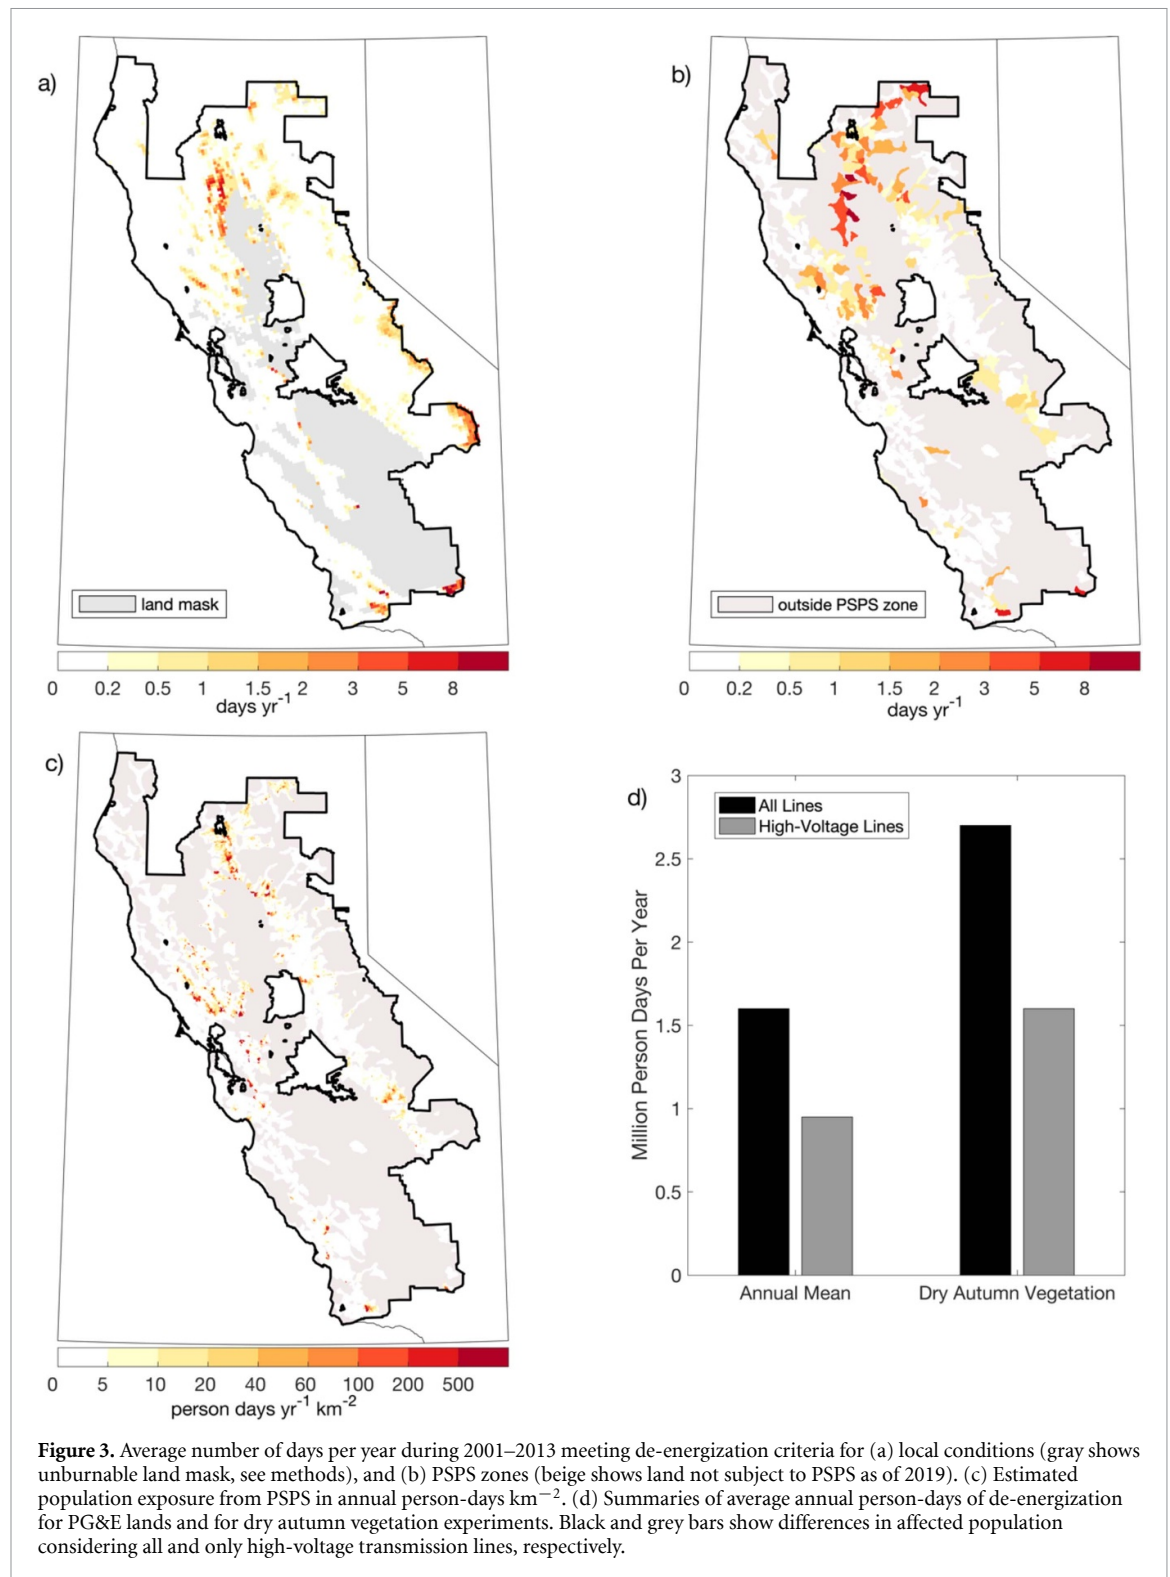 a)
land mask
0 0.2 0.5 1 1.5 2 3 5 8
days yr⁻¹
b)
outside PSPS zone
0 0.2 0.5 1 1.5 2 3 5 8
days yr⁻¹
c)
0 5 10 20 40 60 100 200 500
person days yr⁻¹ km⁻²
d)
All Lines
High-Voltage Lines
3
2.5
2
1.5
1
0.5
0
Million Person Days Per Year
Annual Mean Dry Autumn Vegetation
Figure 3. Average number of days per year during 2001–2013 meeting de-energization criteria for (a) local conditions (gray shows
unburnable land mask, see methods), and (b) PSPS zones (beige shows land not subject to PSPS as of 2019). (c) Estimated
population exposure from PSPS in annual person-days km⁻². (d) Summaries of average annual person-days of de-energization
for PG&E lands and for dry autumn vegetation experiments. Black and grey bars show differences in affected population
considering all and only high-voltage transmission lines, respectively.